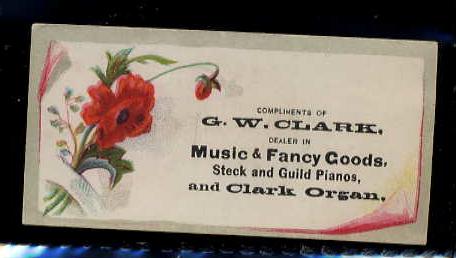 COMPLIMENTS OF
G. W. CLARK,
DEALER IN
Music & Fancy Goods,
Steck and Guild Pianos,
and Clark Organ.